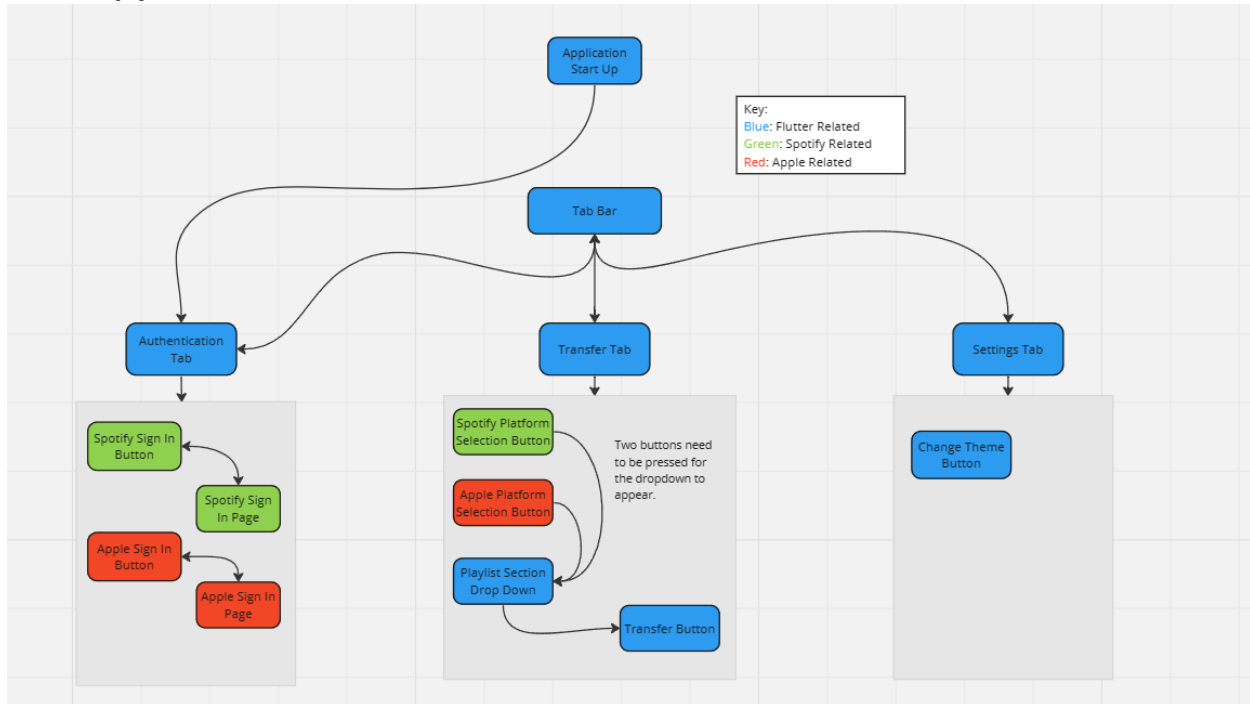 Application
Start Up
Key:
Blue: Flutter Related
Green: Spotify Related
Red: Apple Related
Tab Bar
Authentication
Tab
Transfer Tab
Settings Tab
Spotify Sign In
Button
Spotify Sign
In Page
Apple Sign In
Button
Apple Sign In
Page
Spotify Platform
Selection Button
Two buttons need
to be pressed for
the dropdown to
appear.
Apple Platform
Selection Button
Playlist Section
Drop Down
Transfer Button
Change Theme
Button